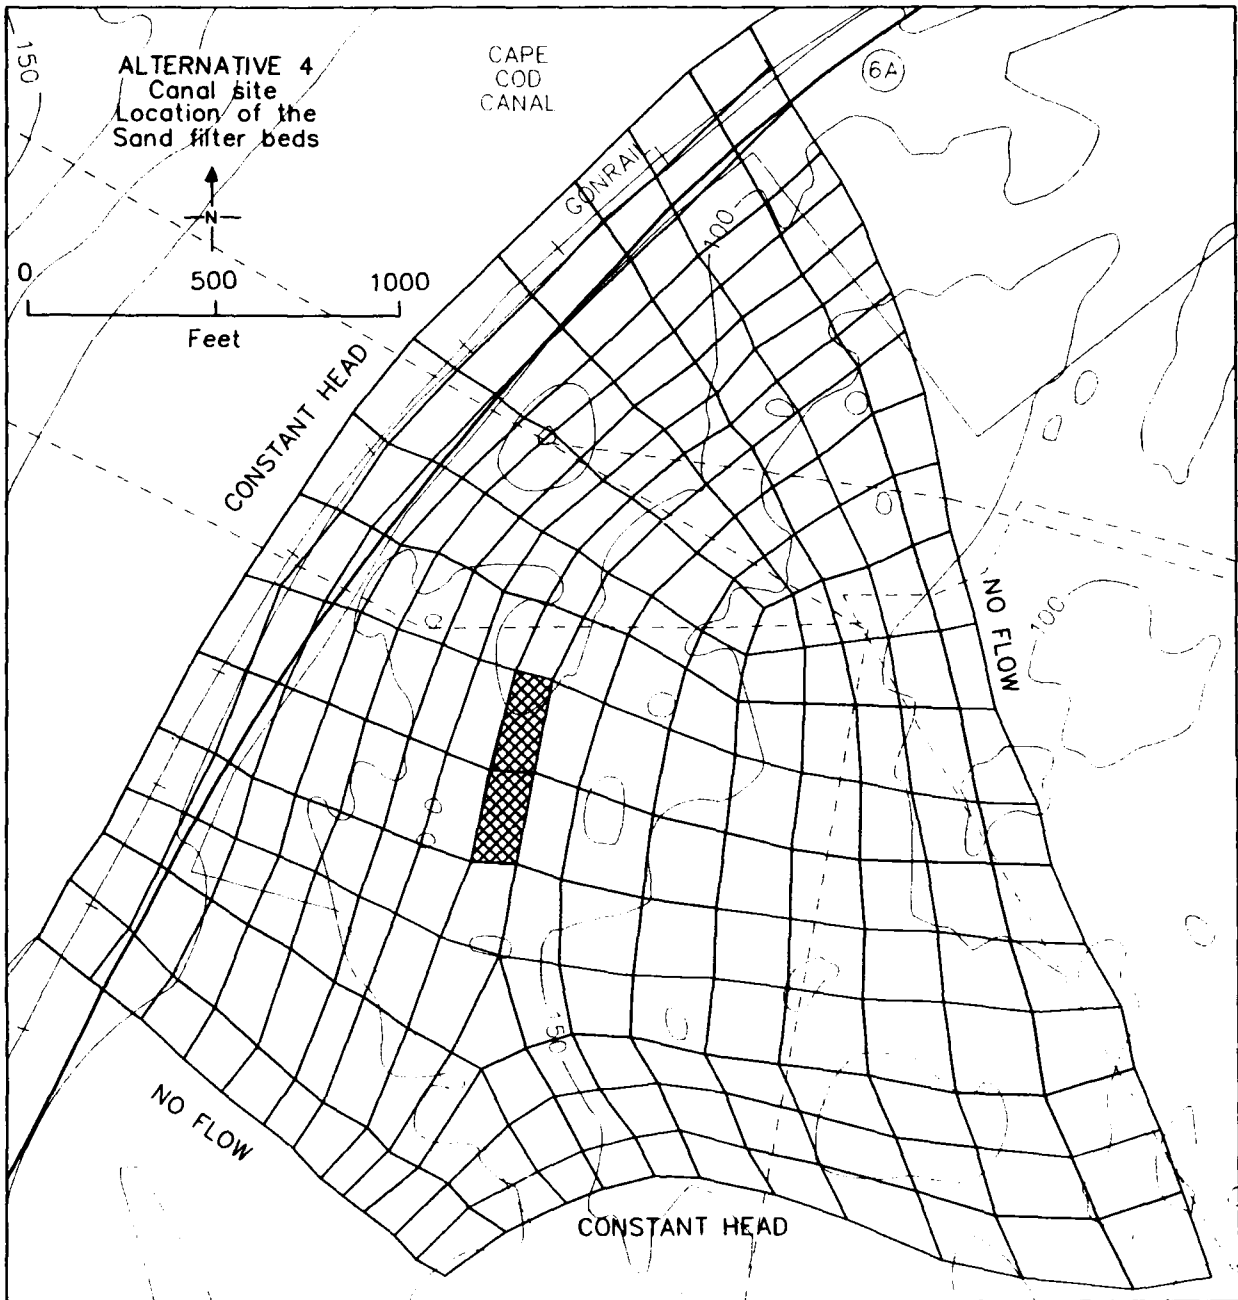 150
ALTERNATIVE 4
Canal site
Location of the
Sand filter beds
N
0 500 1000
Feet
CAPE
COD
CANAL
6A
CONRAIL
100
CONSTANT HEAD
NO FLOW
100
150
NO FLOW
CONSTANT HEAD